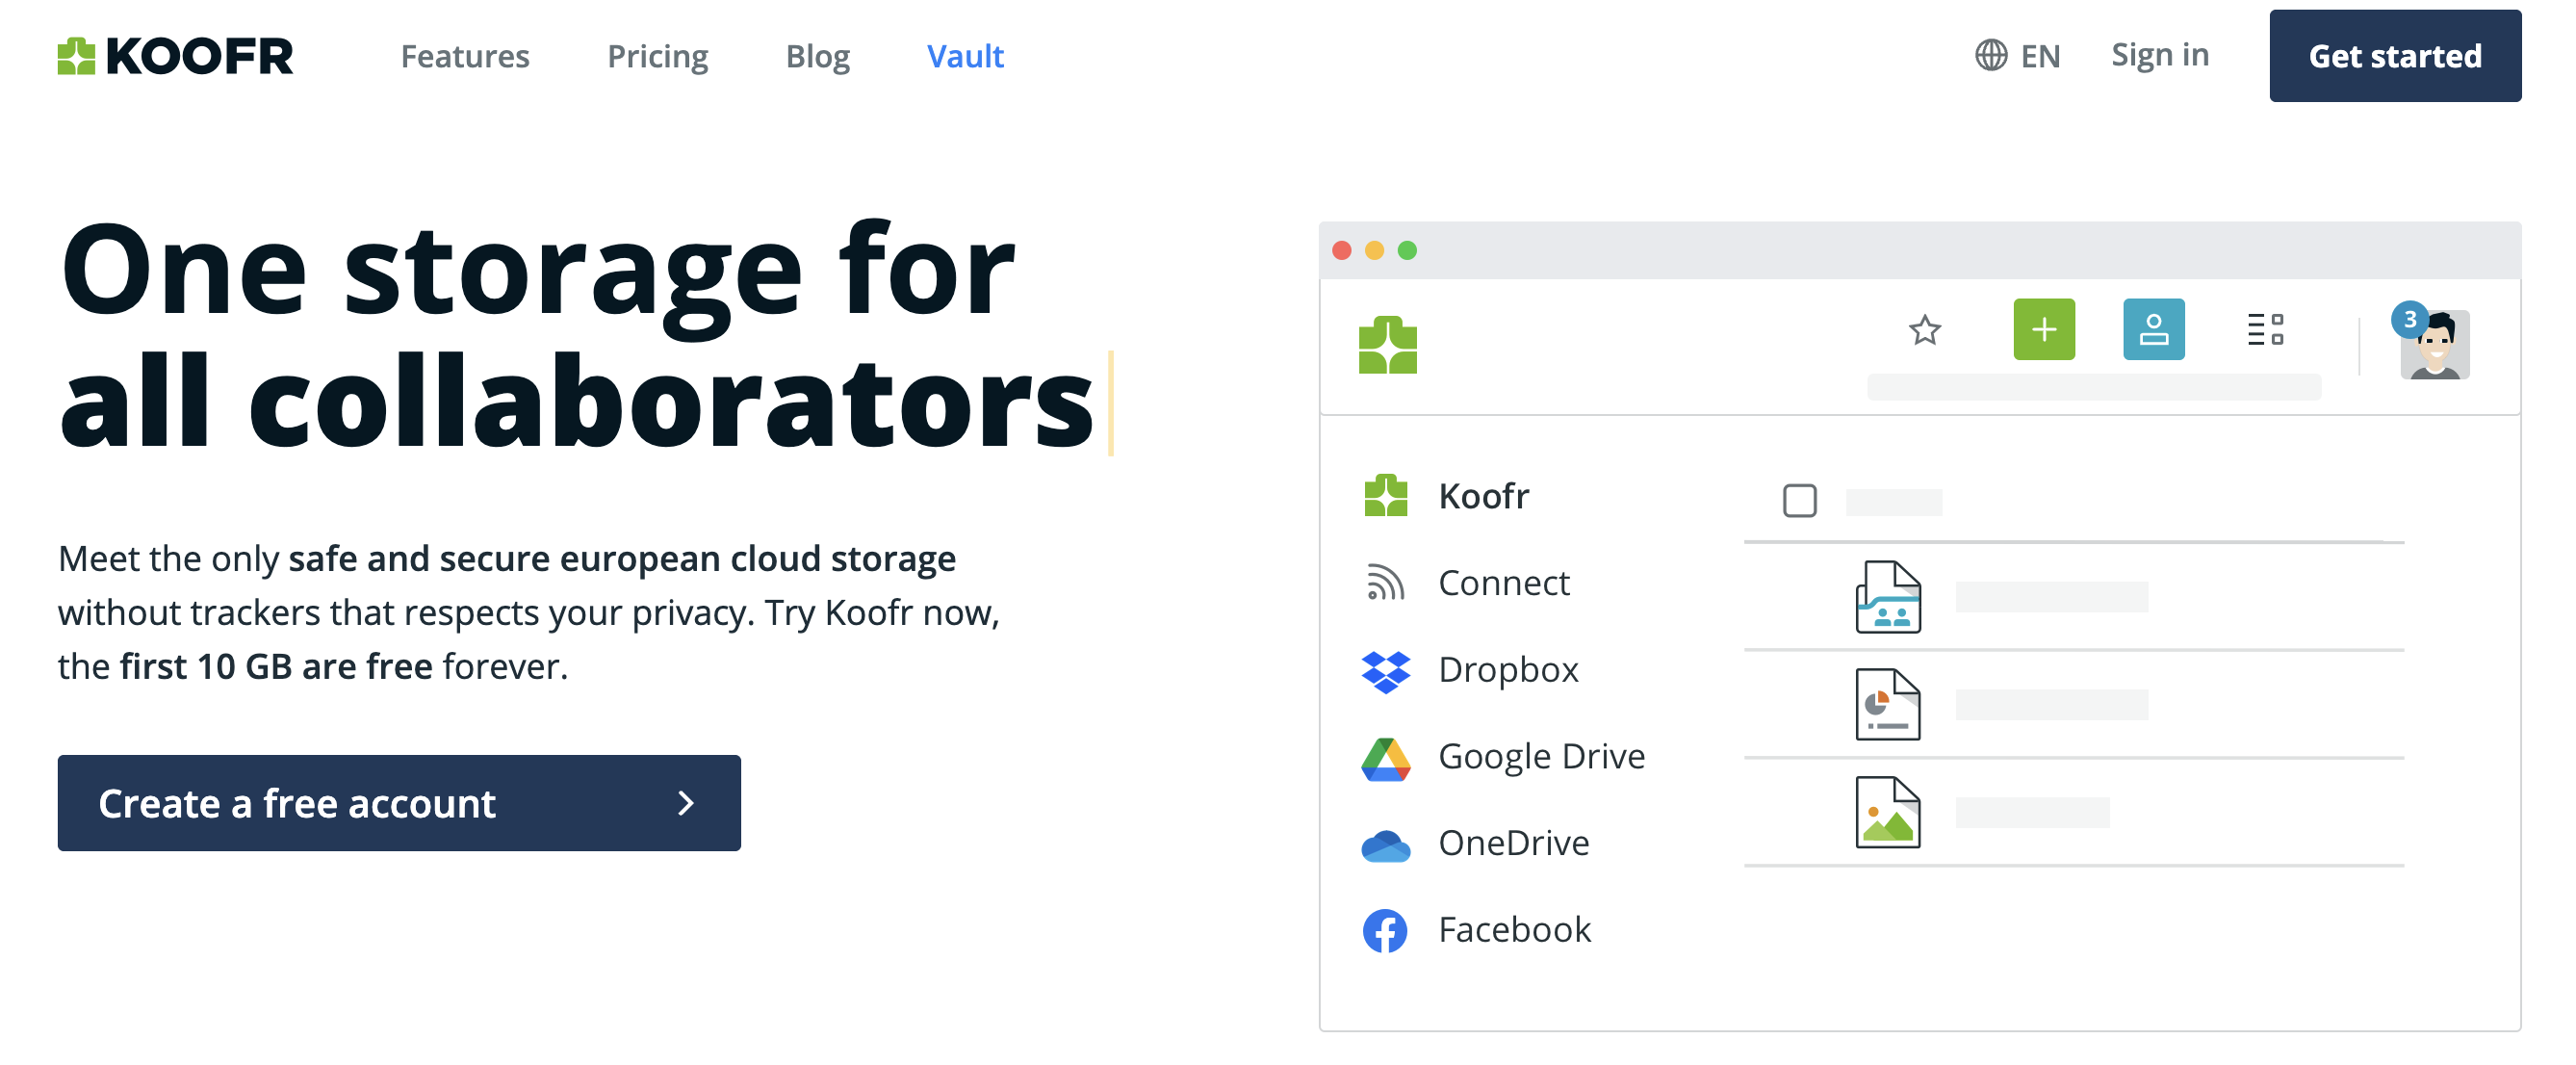 KOOFR
Features
Pricing
Blog
Vault
EN
Sign in
Get started
One storage for
all collaborators
Meet the only safe and secure european cloud storage
without trackers that respects your privacy. Try Koofr now,
the first 10 GB are free forever.
Create a free account
3
Koofr
Connect
Dropbox
Google Drive
OneDrive
Facebook